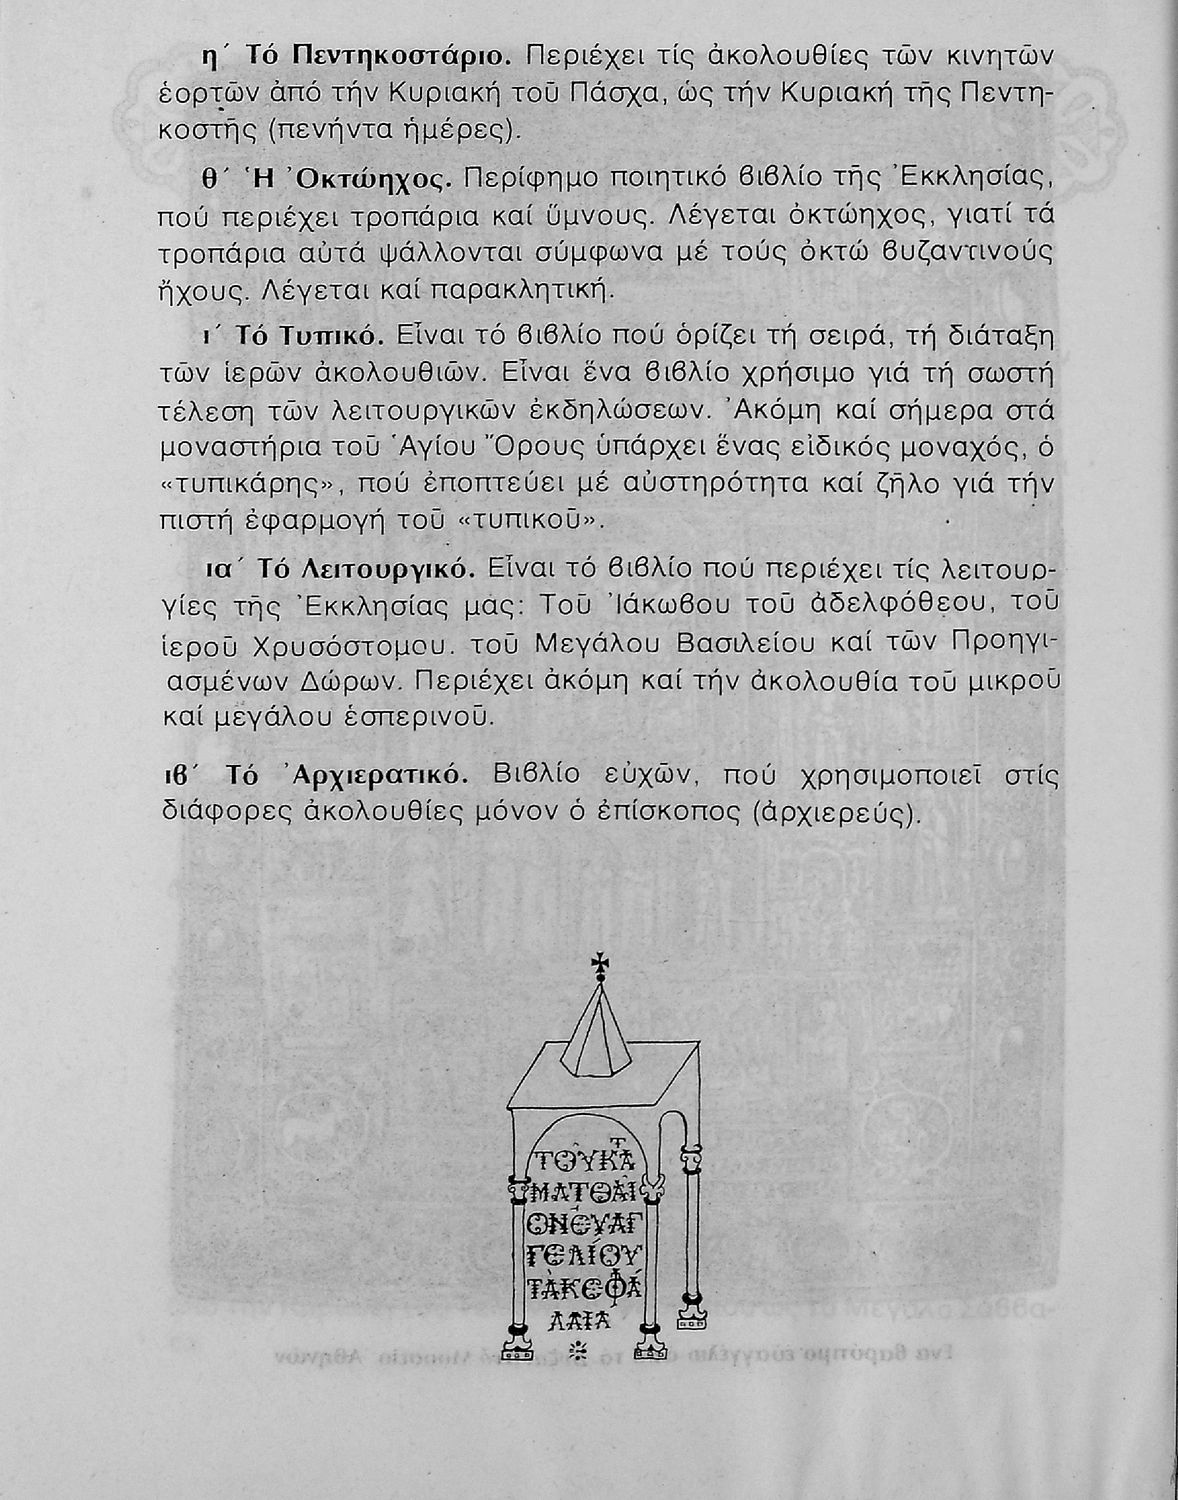 η´ Τό Πεντηκοστάριο. Περιέχει τίς ἀκολουθίες τῶν κινητῶν
ἑορτῶν ἀπό τήν Κυριακή τοῦ Πάσχα, ὡς τήν Κυριακή τῆς Πεντη-
κοστῆς (πενήντα ἡμέρες).
θ´ Ἡ Ὀκτώηχος. Περίφημο ποιητικό βιβλίο τῆς Ἐκκλησίας,
πού περιέχει τροπάρια καί ὕμνους. Λέγεται ὀκτώηχος, γιατί τά
τροπάρια αὐτά ψάλλονται σύμφωνα μέ τούς ὀκτώ βυζαντινούς
ἤχους. Λέγεται καί παρακλητική.
ι´ Τό Τυπικό. Εἶναι τό βιβλίο πού ὁρίζει τή σειρά, τή διάταξη
τῶν ἱερῶν ἀκολουθιῶν. Εἶναι ἕνα βιβλίο χρήσιμο γιά τή σωστή
τέλεση τῶν λειτουργικῶν ἐκδηλώσεων. Ἀκόμη καί σήμερα στά
μοναστήρια τοῦ Ἁγίου Ὄρους ὑπάρχει ἕνας εἰδικός μοναχός, ὁ
«τυπικάρης», πού ἐποπτεύει μέ αὐστηρότητα καί ζῆλο γιά τήν
πιστή ἐφαρμογή τοῦ «τυπικοῦ».
ια´ Τό Λειτουργικό. Εἶναι τό βιβλίο πού περιέχει τίς λειτουρ-
γίες τῆς Ἐκκλησίας μας: Τοῦ Ἰάκωβου τοῦ ἀδελφόθεου, τοῦ
ἱεροῦ Χρυσόστομου. τοῦ Μεγάλου Βασιλείου καί τῶν Προηγι-
ασμένων Δώρων. Περιέχει ἀκόμη καί τήν ἀκολουθία τοῦ μικροῦ
καί μεγάλου ἑσπερινοῦ.
ιβ´ Τό Ἀρχιερατικό. Βιβλίο εὐχῶν, πού χρησιμοποιεῖ στίς
διάφορες ἀκολουθίες μόνον ὁ ἐπίσκοπος (ἀρχιερεύς).
ΤΟΥΚΑΤ
ΜΑΤΘΑΙ
ΟΝΕΥΑΓ
ΓΕΛΙΟΥ
ΤΑΚΕΦΑ
ΛΑΙΑ